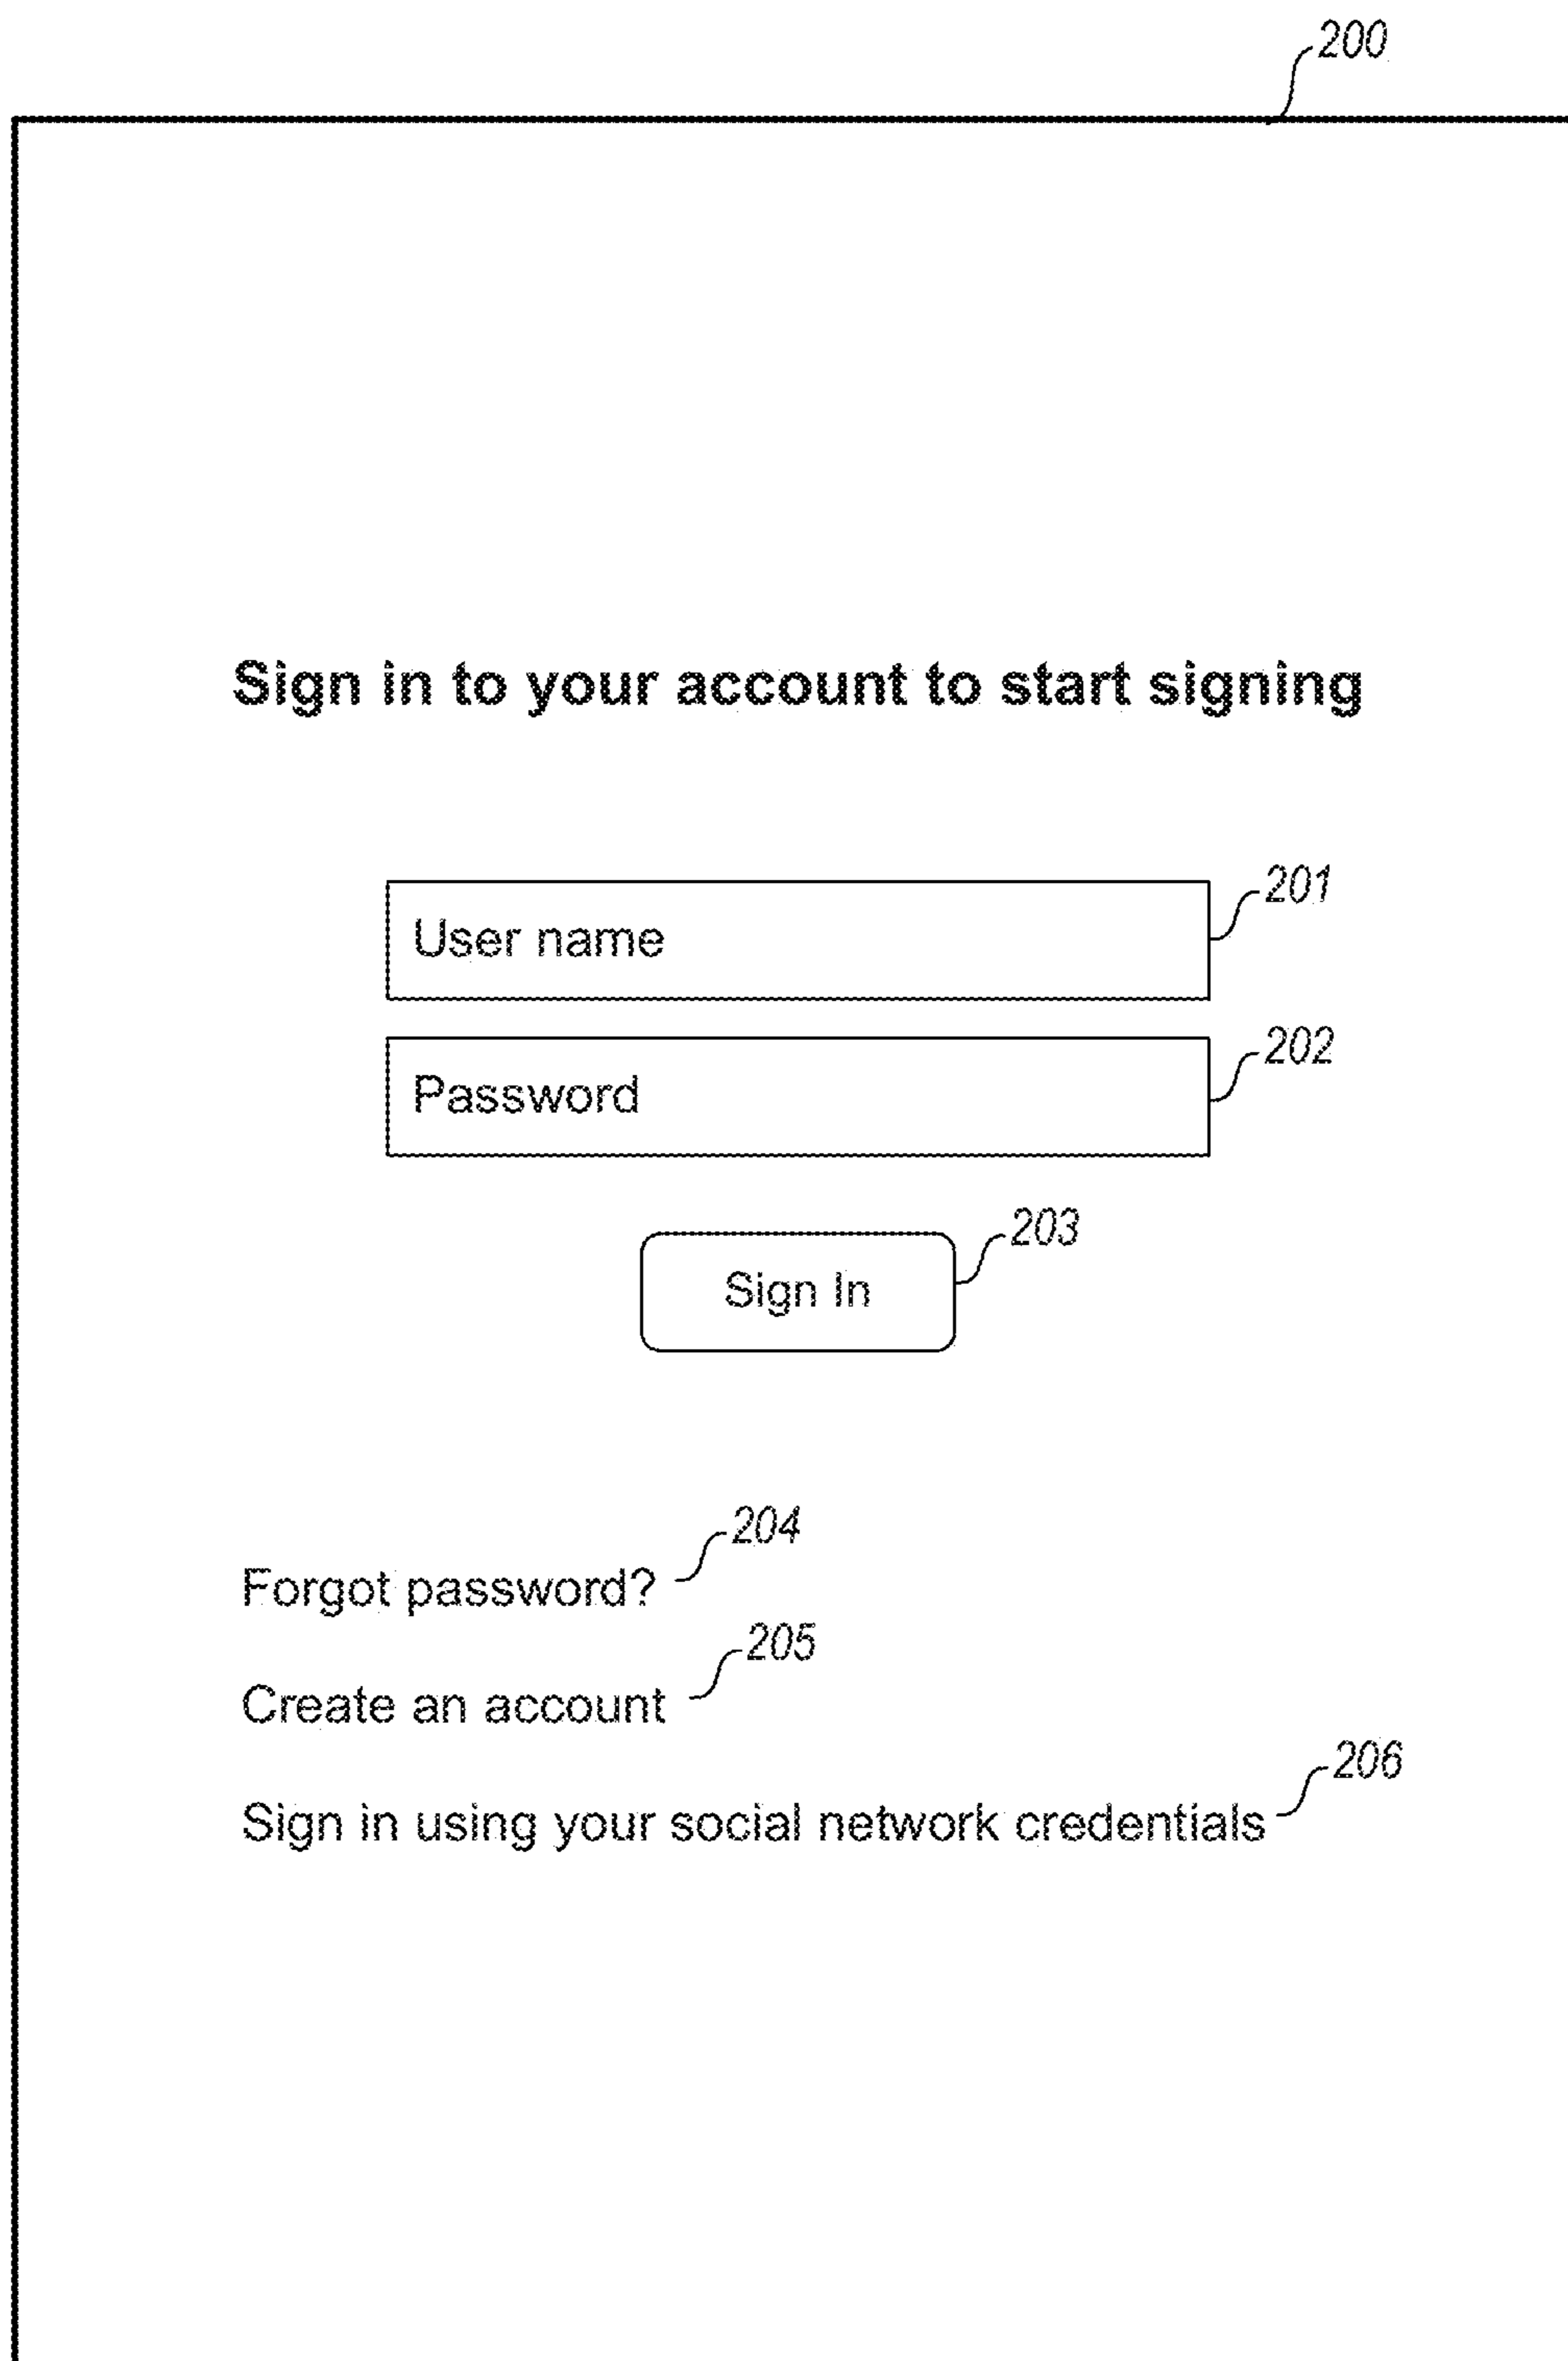 200
Sign in to your account to start signing
User name 201
Password 202
Sign In 203
Forgot password? 204
Create an account 205
Sign in using your social network credentials 206